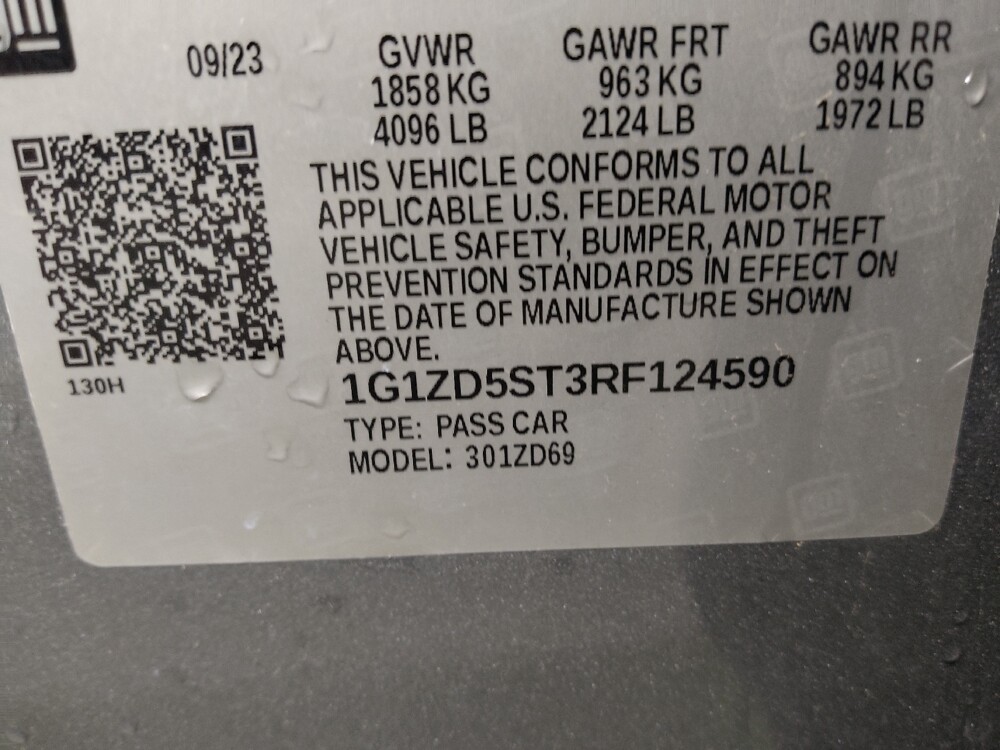 09/23
GVWR GAWR FRT GAWR RR
1858 KG 963 KG 894 KG
4096 LB 2124 LB 1972 LB
THIS VEHICLE CONFORMS TO ALL
APPLICABLE U.S. FEDERAL MOTOR
VEHICLE SAFETY, BUMPER, AND THEFT
PREVENTION STANDARDS IN EFFECT ON
THE DATE OF MANUFACTURE SHOWN
ABOVE.
130H
1G1ZD5ST3RF124590
TYPE: PASS CAR
MODEL: 301ZD69